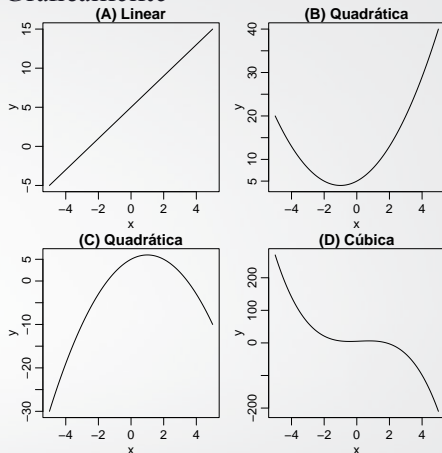 Graficamente
(A) Linear
(B) Quadrática
15
10
5
0
−5
y
−4 −2 0 2 4
x
40
30
20
10
5
y
−4 −2 0 2 4
x
(C) Quadrática
(D) Cúbica
5
0
−10
−20
−30
y
−4 −2 0 2 4
x
200
100
0
−200
y
−4 −2 0 2 4
x